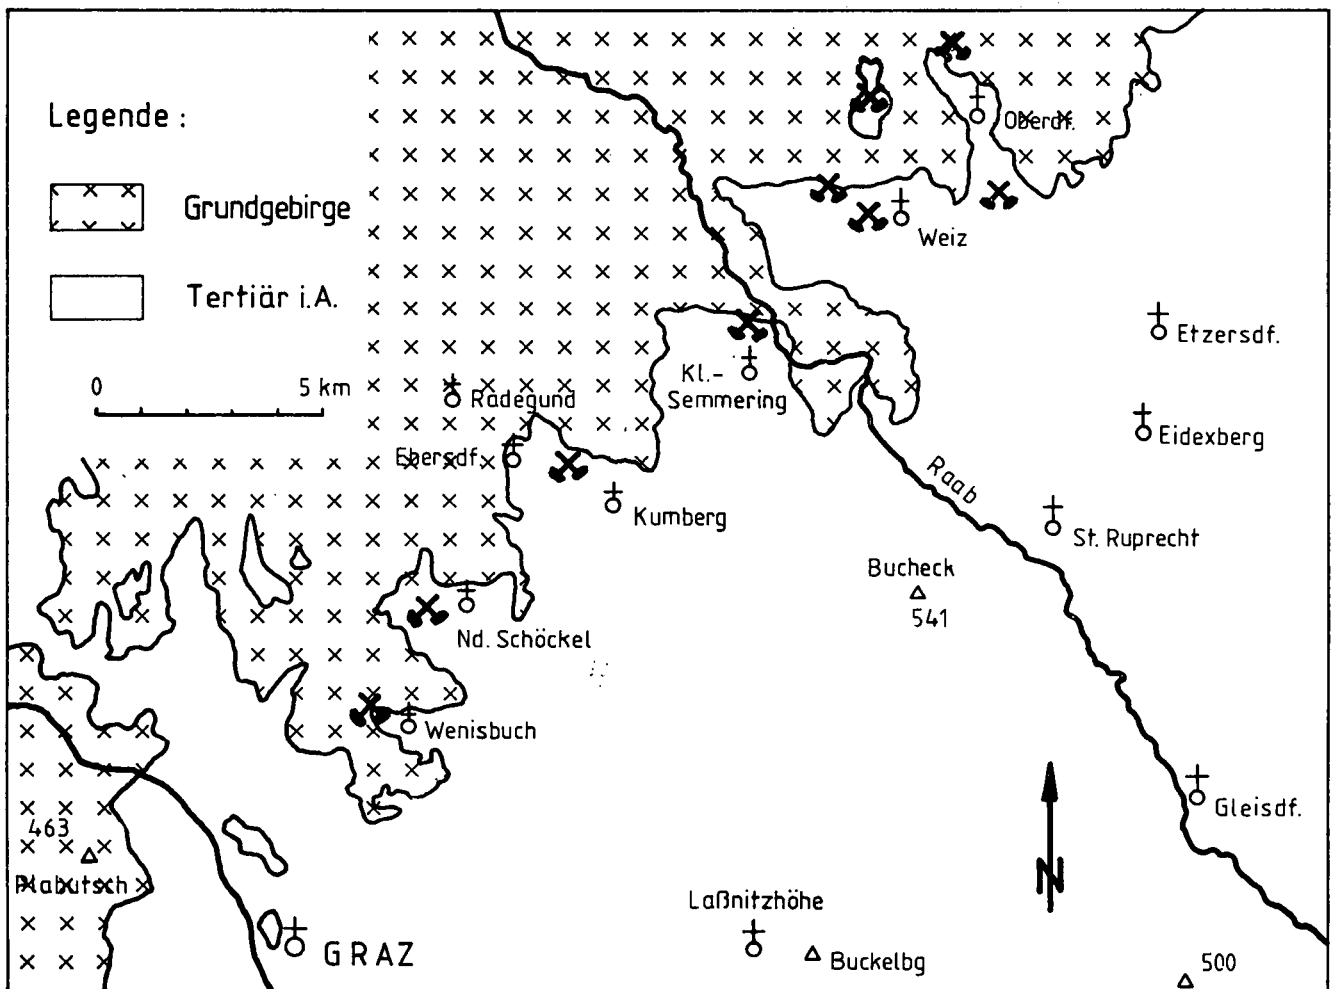 Legende :
Grundgebirge
Tertiär i.A.
0 5 km
Oberdf.
Weiz
Etzersdf.
Kl.-
Semmering
Radegund
Eidexberg
Ebersdf.
Raab
Kumberg
St. Ruprecht
Bucheck
541
Nd. Schöckel
Wenisbuch
Gleisdf.
463
Plabutsch
N
Laßnitzhöhe
GRAZ
Buckelbg
500